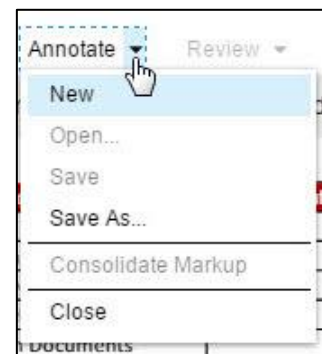 Annotate Review
New
Open...
Save
Save As...
Consolidate Markup
Close
Documents